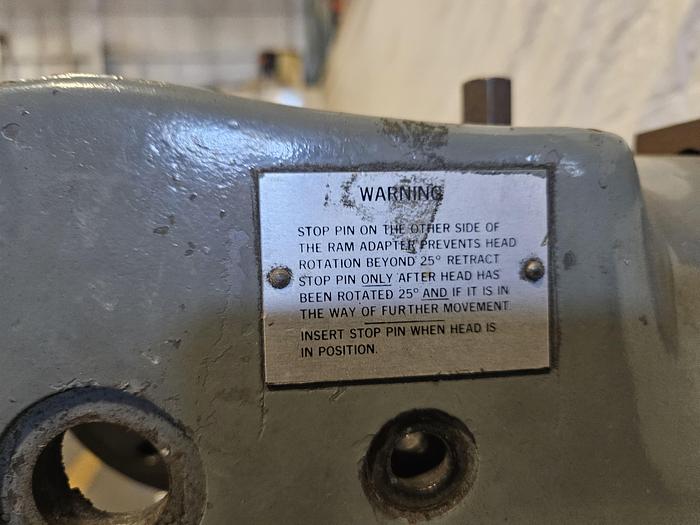 WARNING
STOP PIN ON THE OTHER SIDE OF
THE RAM ADAPTER PREVENTS HEAD
ROTATION BEYOND 25° RETRACT
STOP PIN ONLY AFTER HEAD HAS
BEEN ROTATED 25° AND IF IT IS IN
THE WAY OF FURTHER MOVEMENT.
INSERT STOP PIN WHEN HEAD IS
IN POSITION.